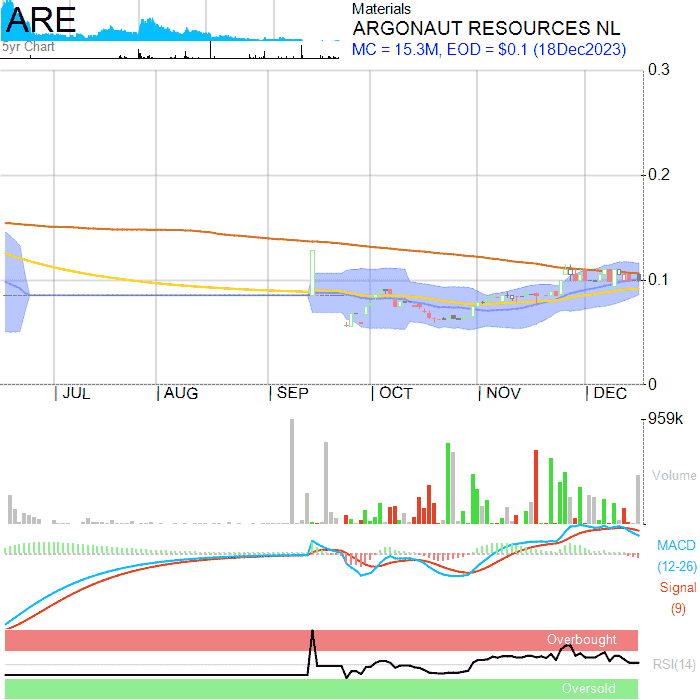 ARE
5yr Chart
Materials
ARGONAUT RESOURCES NL
MC = 15.3M, EOD = $0.1 (18Dec2023)
0.3
0.2
0.1
0
JUL AUG SEP OCT NOV DEC
959k
Volume
MACD
(12-26)
Signal
(9)
Overbought
RSI(14)
Oversold